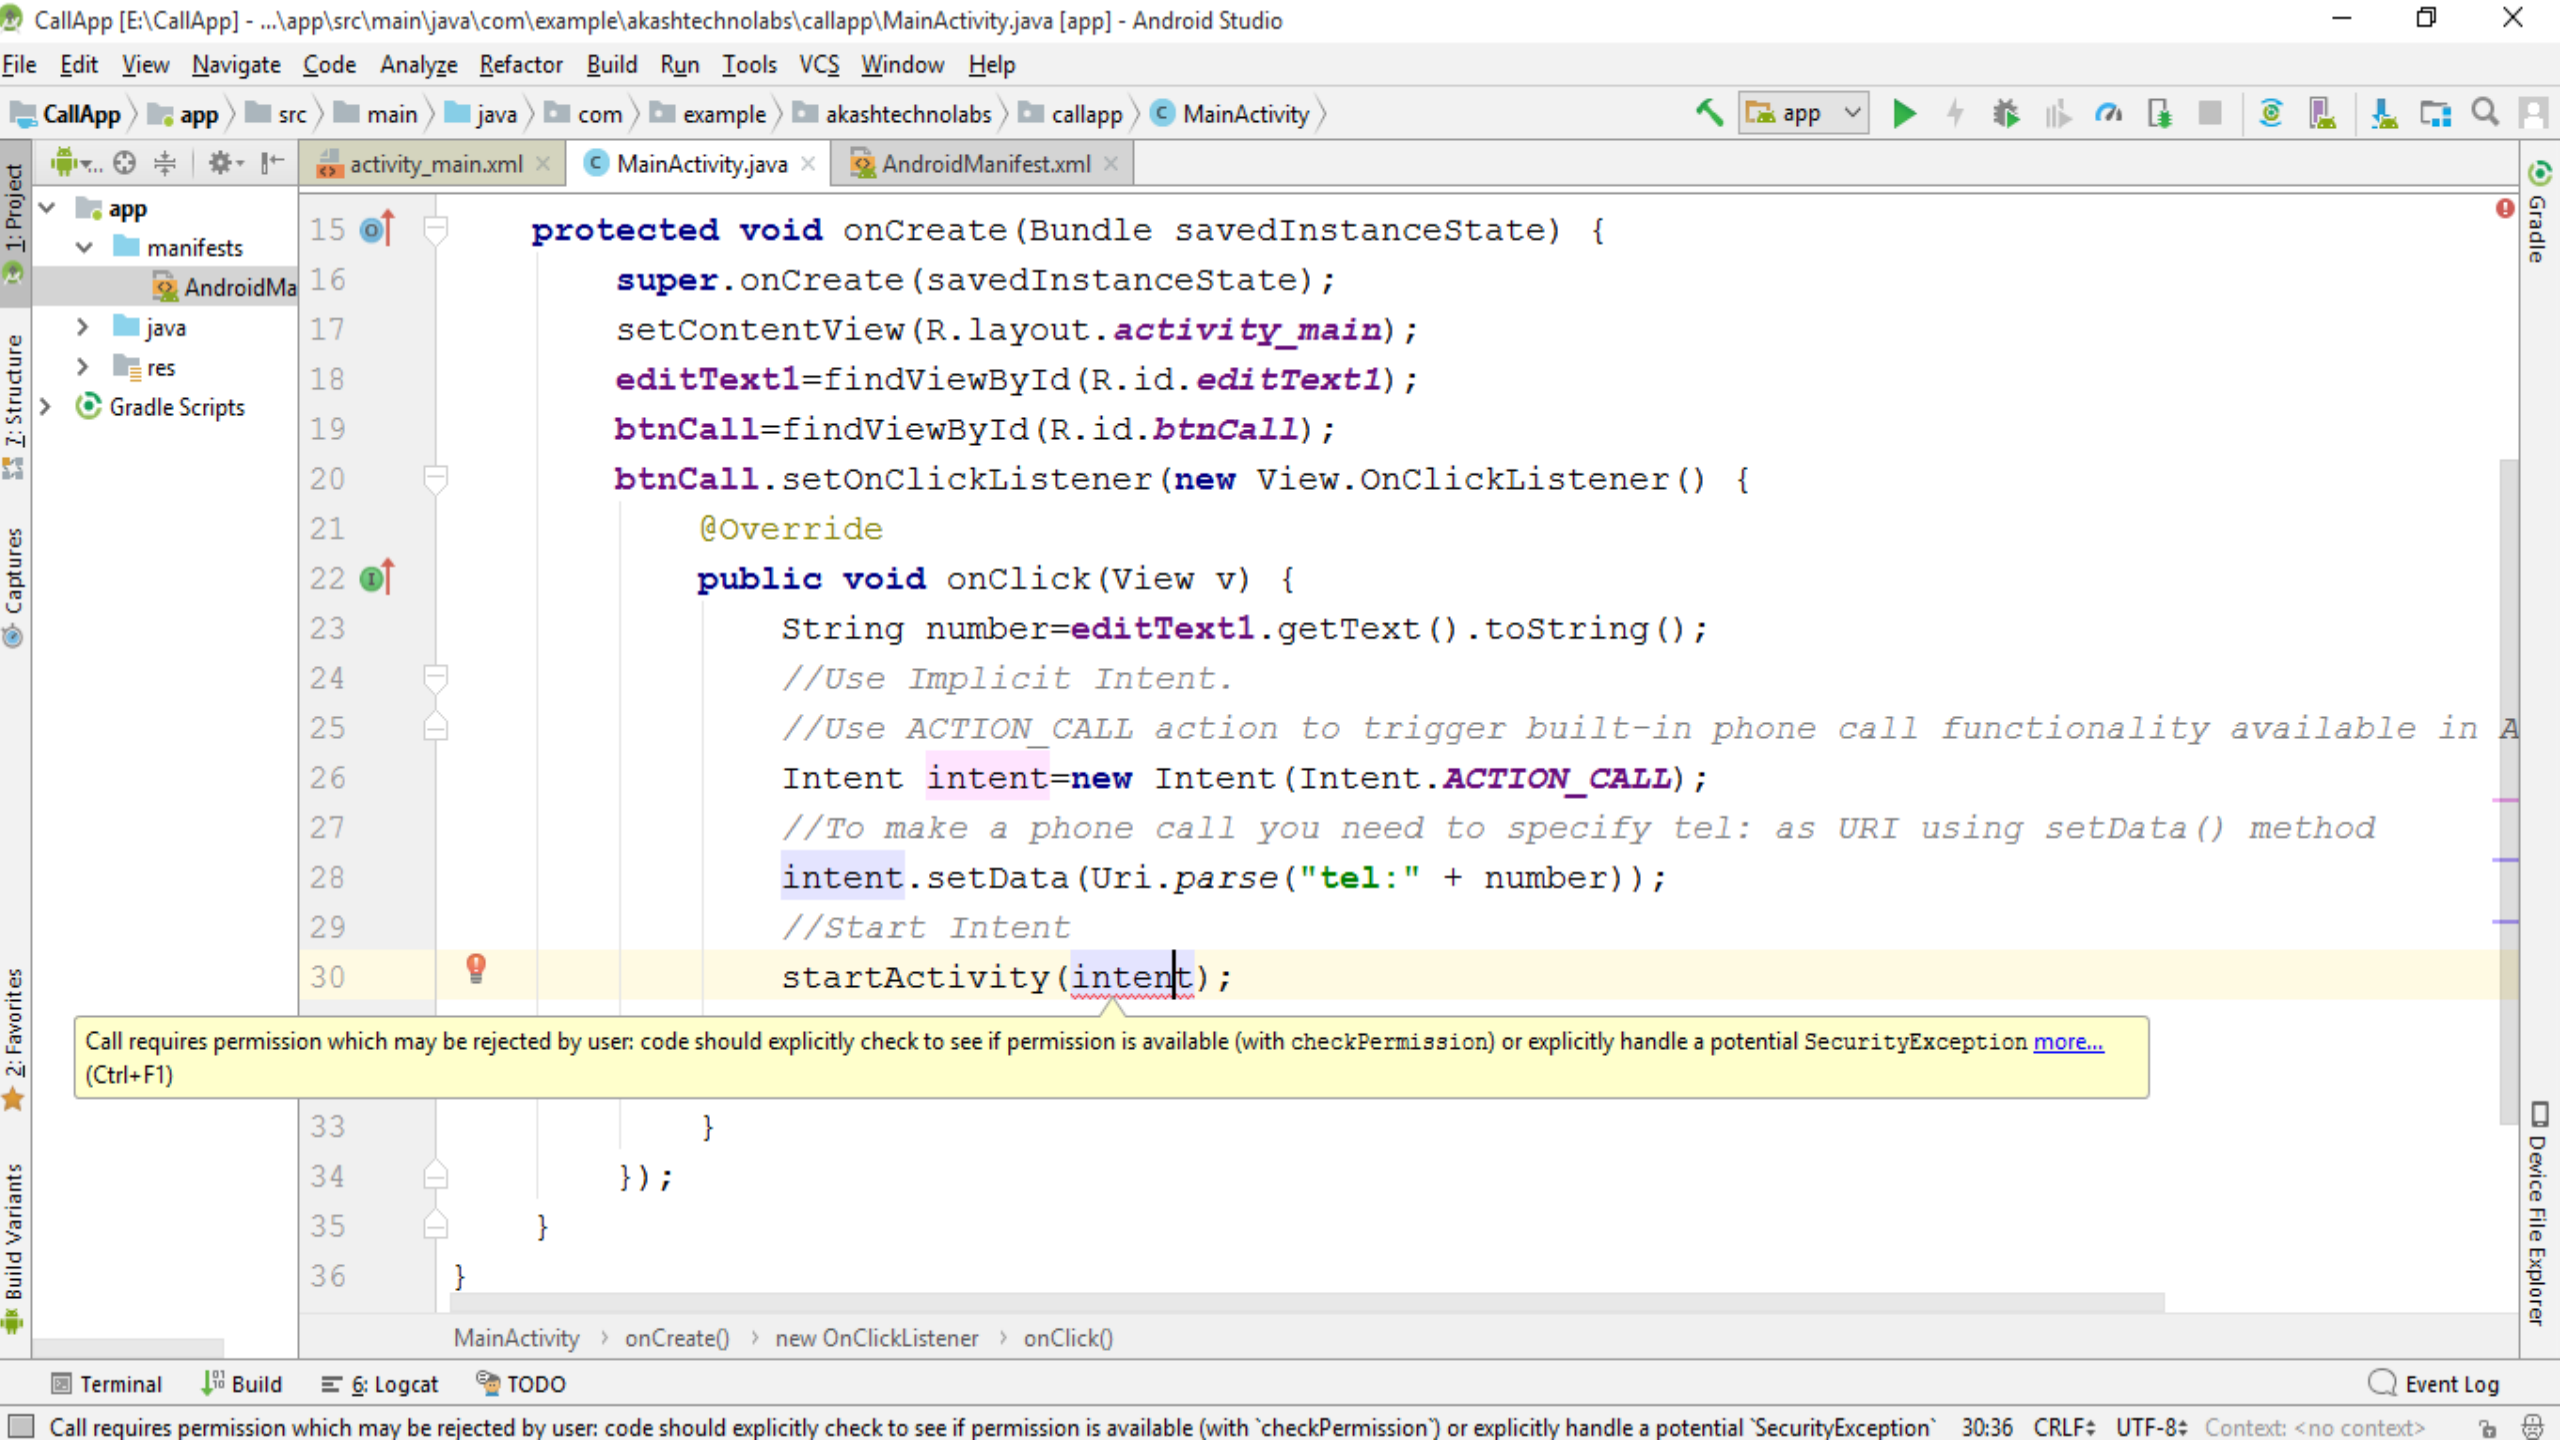 CallApp [E:\CallApp] - ...\app\src\main\java\com\example\akashtechnolabs\callapp\MainActivity.java [app] - Android Studio
File Edit View Navigate Code Analyze Refactor Build Run Tools VCS Window Help
CallApp app src main java com example akashtechnolabs callapp MainActivity app
activity_main.xml MainActivity.java AndroidManifest.xml
1: Project
7: Structure
Captures
2: Favorites
Build Variants
app
manifests
AndroidMa
java
res
Gradle Scripts
15 protected void onCreate(Bundle savedInstanceState) {
16 super.onCreate(savedInstanceState);
17 setContentView(R.layout.activity_main);
18 editText1=findViewById(R.id.editText1);
19 btnCall=findViewById(R.id.btnCall);
20 btnCall.setOnClickListener(new View.OnClickListener() {
21 @Override
22 public void onClick(View v) {
23 String number=editText1.getText().toString();
24 //Use Implicit Intent.
25 //Use ACTION_CALL action to trigger built-in phone call functionality available in A
26 Intent intent=new Intent(Intent.ACTION_CALL);
27 //To make a phone call you need to specify tel: as URI using setData() method
28 intent.setData(Uri.parse("tel:" + number));
29 //Start Intent
30 startActivity(intent);
Call requires permission which may be rejected by user: code should explicitly check to see if permission is available (with checkPermission) or explicitly handle a potential SecurityException more...
(Ctrl+F1)
33 }
34 });
35 }
36 }
MainActivity › onCreate() › new OnClickListener › onClick()
Gradle
Device File Explorer
Terminal Build 6: Logcat TODO Event Log
Call requires permission which may be rejected by user: code should explicitly check to see if permission is available (with `checkPermission`) or explicitly handle a potential `SecurityException` 30:36 CRLF UTF-8 Context: <no context>